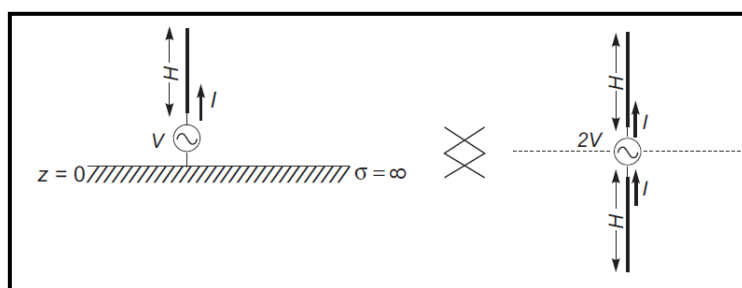 H
I
V
z = 0
σ = ∞
H
I
2V
H
I